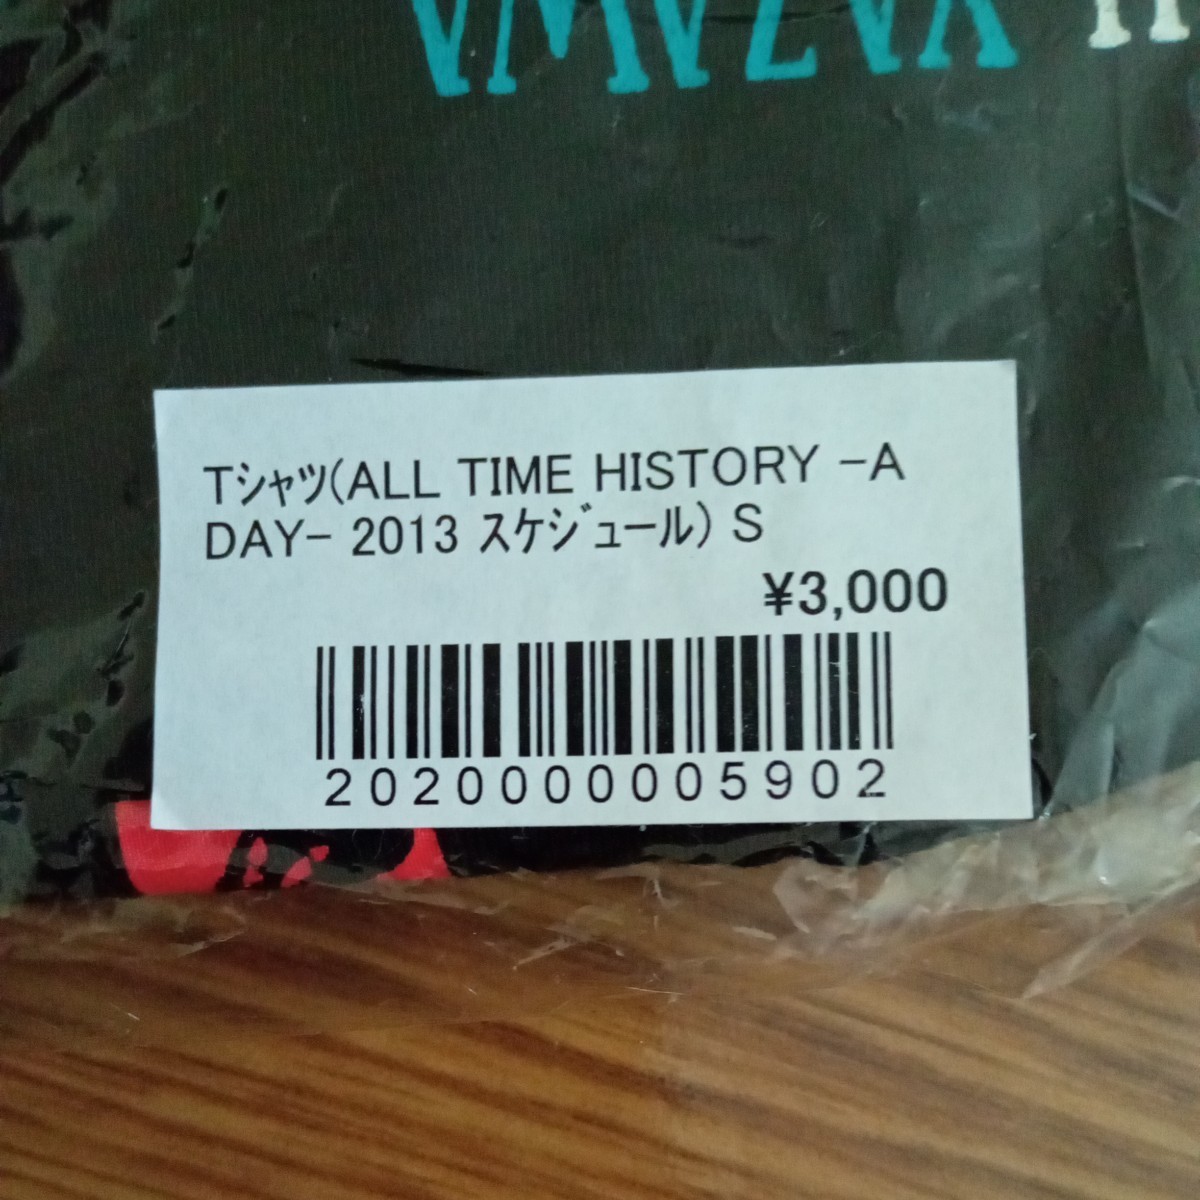 Tｼｬﾂ(ALL TIME HISTORY -A
DAY- 2013 ｽｹｼﾞｭｰﾙ) S
¥3,000
2020000005902